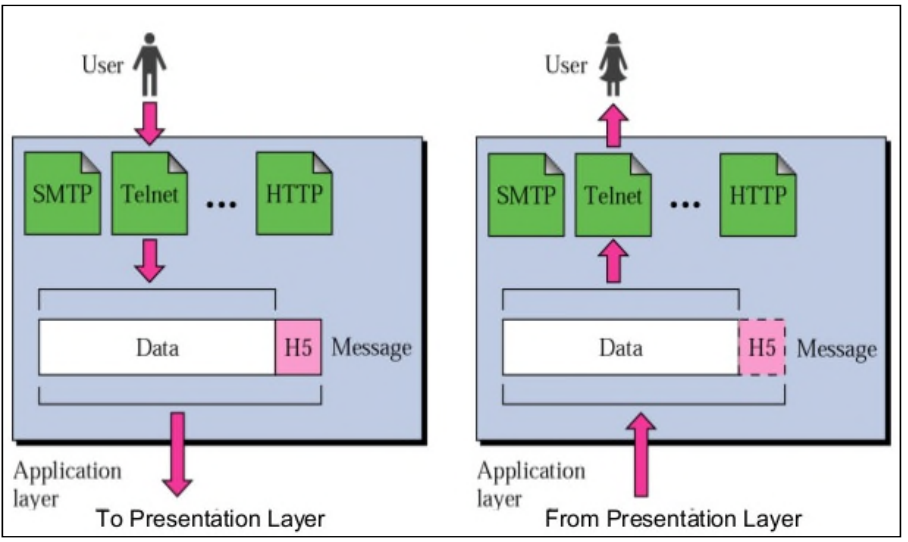 User
SMTP Telnet ... HTTP
Data H5 Message
Application
layer
To Presentation Layer
User
SMTP Telnet ... HTTP
Data H5 Message
Application
layer
From Presentation Layer